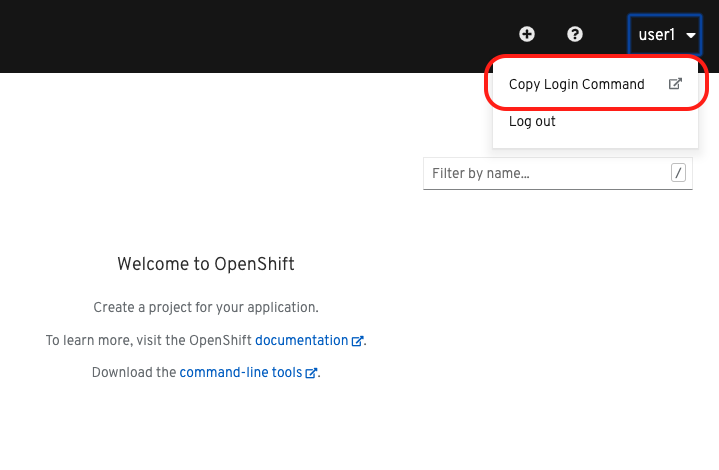 user1
Copy Login Command
Log out
Filter by name...
/
Welcome to OpenShift
Create a project for your application.
To learn more, visit the OpenShift documentation.
Download the command-line tools.